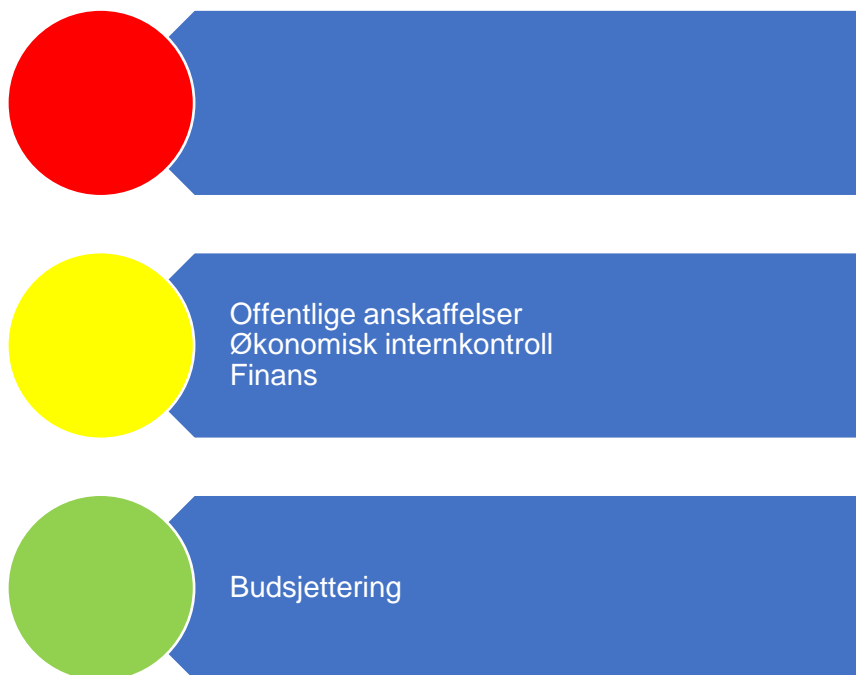 Offentlige anskaffelser
Økonomisk internkontroll
Finans
Budsjettering